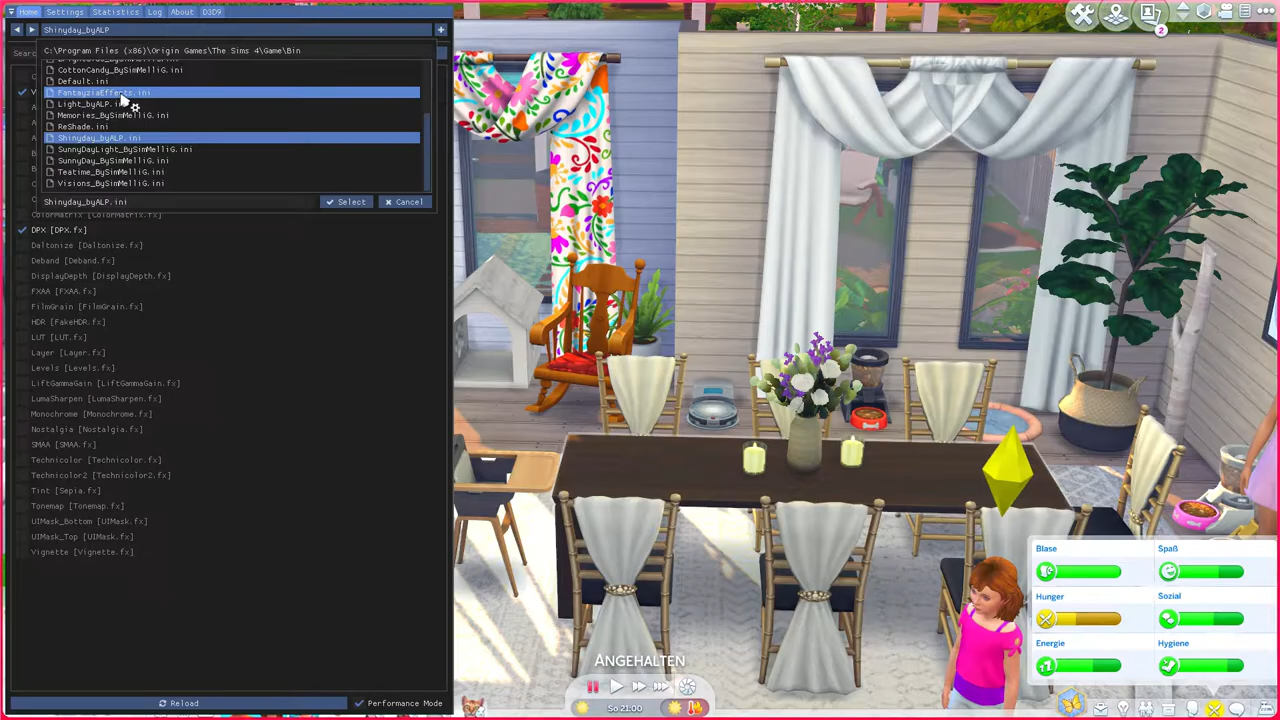 Home Settings Statistics Log About D3D9
Shinyday_byALP
C:\Program Files (x86)\Origin Games\The Sims 4\Game\Bin
CottonCandy_BySimMelliG.ini
Default.ini
FantayziaEffects.ini
Light_byALP.ini
Memories_BySimMelliG.ini
ReShade.ini
Shinyday_byALP.ini
SunnyDayLight_BySimMelliG.ini
SunnyDay_BySimMelliG.ini
Teatime_BySimMelliG.ini
Visions_BySimMelliG.ini
Shinyday_byALP.ini Select Cancel
ColorMatrix [ColorMatrix.fx]
DPX [DPX.fx]
Daltonize [Daltonize.fx]
Deband [Deband.fx]
DisplayDepth [DisplayDepth.fx]
FXAA [FXAA.fx]
FilmGrain [FilmGrain.fx]
HDR [FakeHDR.fx]
LUT [LUT.fx]
Layer [Layer.fx]
Levels [Levels.fx]
LiftGammaGain [LiftGammaGain.fx]
LumaSharpen [LumaSharpen.fx]
Monochrome [Monochrome.fx]
Nostalgia [Nostalgia.fx]
SMAA [SMAA.fx]
Technicolor [Technicolor.fx]
Technicolor2 [Technicolor2.fx]
Tint [Sepia.fx]
Tonemap [Tonemap.fx]
UIMask_Bottom [UIMask.fx]
UIMask_Top [UIMask.fx]
Vignette [Vignette.fx]
Reload Performance Mode
2
Blase Spaß
Hunger Sozial
Energie Hygiene
ANGEHALTEN
So 21:00